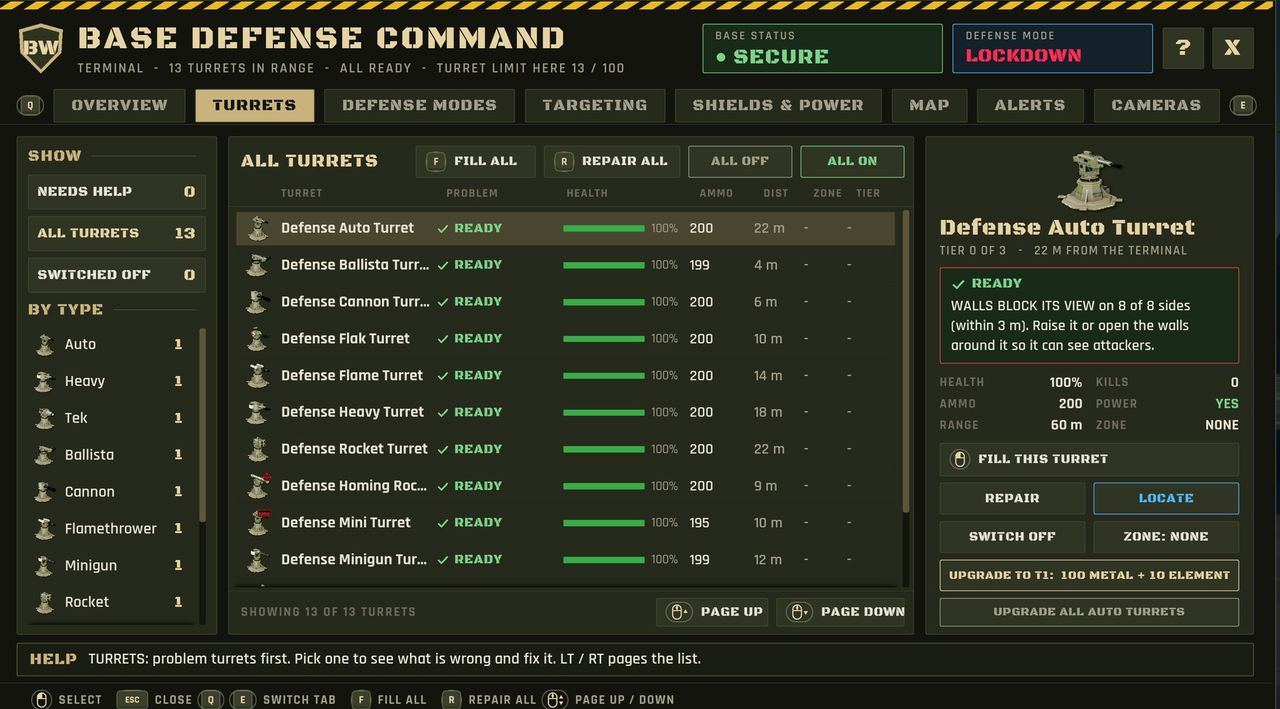 BW
BASE DEFENSE COMMAND
TERMINAL - 13 TURRETS IN RANGE - ALL READY - TURRET LIMIT HERE 13 / 100
BASE STATUS
SECURE
DEFENSE MODE
LOCKDOWN
?
X
Q
OVERVIEW
TURRETS
DEFENSE MODES
TARGETING
SHIELDS & POWER
MAP
ALERTS
CAMERAS
E
SHOW
NEEDS HELP 0
ALL TURRETS 13
SWITCHED OFF 0
BY TYPE
Auto 1
Heavy 1
Tek 1
Ballista 1
Cannon 1
Flamethrower 1
Minigun 1
Rocket 1
ALL TURRETS
F FILL ALL
R REPAIR ALL
ALL OFF
ALL ON
TURRET PROBLEM HEALTH AMMO DIST ZONE TIER
Defense Auto Turret ✓ READY 100% 200 22 m - -
Defense Ballista Turr... ✓ READY 100% 199 4 m - -
Defense Cannon Turr... ✓ READY 100% 200 6 m - -
Defense Flak Turret ✓ READY 100% 200 10 m - -
Defense Flame Turret ✓ READY 100% 200 14 m - -
Defense Heavy Turret ✓ READY 100% 200 18 m - -
Defense Rocket Turret ✓ READY 100% 200 22 m - -
Defense Homing Roc... ✓ READY 100% 200 9 m - -
Defense Mini Turret ✓ READY 100% 195 10 m - -
Defense Minigun Tur... ✓ READY 100% 199 12 m - -
SHOWING 13 OF 13 TURRETS
PAGE UP
PAGE DOWN
Defense Auto Turret
TIER 0 OF 3 - 22 M FROM THE TERMINAL
✓ READY
WALLS BLOCK ITS VIEW on 8 of 8 sides
(within 3 m). Raise it or open the walls
around it so it can see attackers.
HEALTH 100% KILLS 0
AMMO 200 POWER YES
RANGE 60 m ZONE NONE
FILL THIS TURRET
REPAIR
LOCATE
SWITCH OFF
ZONE: NONE
UPGRADE TO T1: 100 METAL + 10 ELEMENT
UPGRADE ALL AUTO TURRETS
HELP TURRETS: problem turrets first. Pick one to see what is wrong and fix it. LT / RT pages the list.
SELECT ESC CLOSE Q E SWITCH TAB F FILL ALL R REPAIR ALL PAGE UP / DOWN